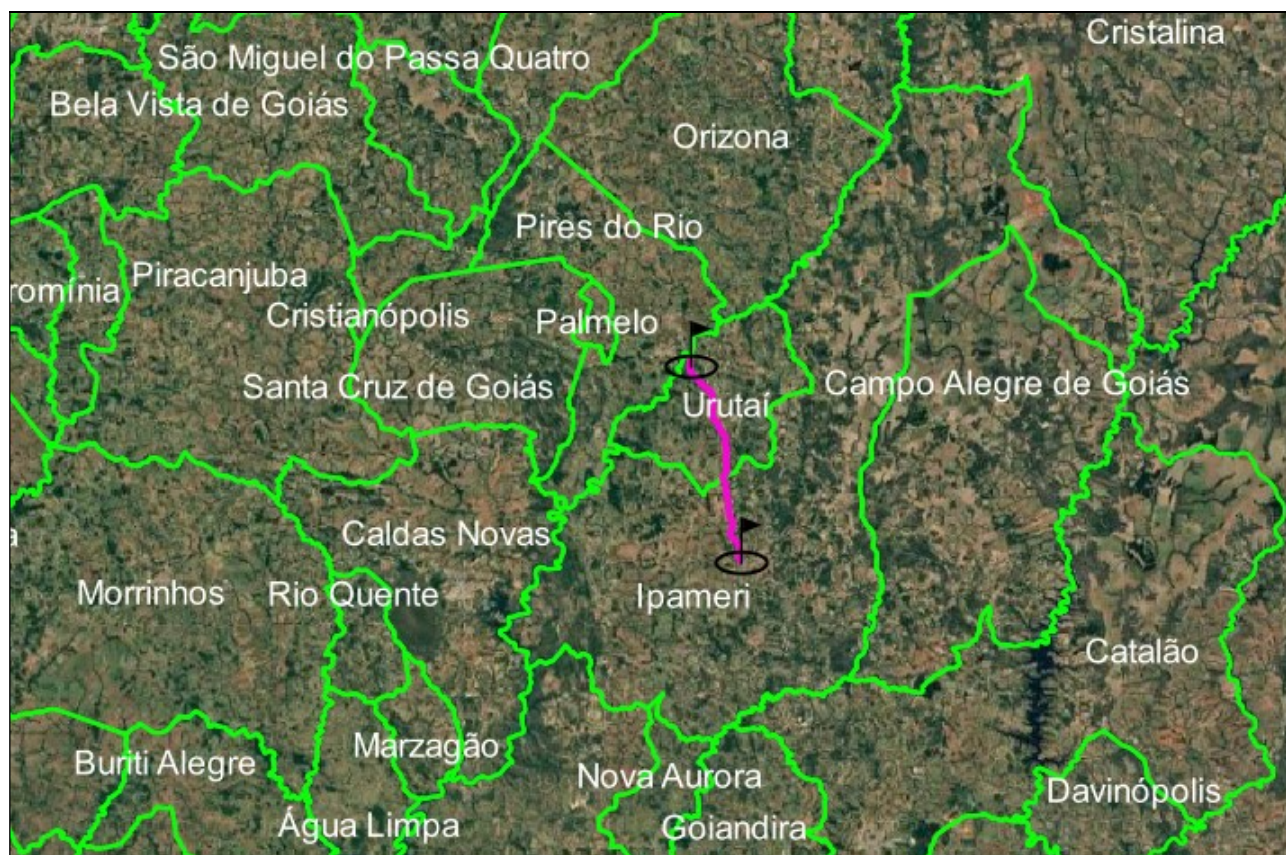 Cristalina
São Miguel do Passa Quatro
Bela Vista de Goiás
Orizona
Pires do Rio
Piracanjuba
romínia
Cristianópolis
Palmelo
Santa Cruz de Goiás
Campo Alegre de Goiás
Urutaí
Caldas Novas
a
Morrinhos
Rio Quente
Ipameri
Catalão
Marzagão
Buriti Alegre
Nova Aurora
Davinópolis
Água Limpa
Goiandira